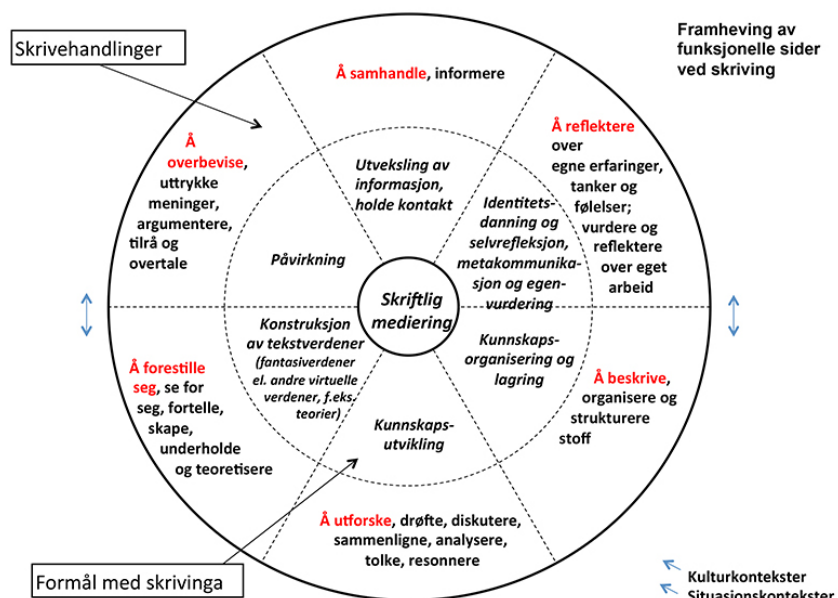 Skrivehandlinger
Framheving av
funksjonelle sider
ved skriving
Å samhandle, informere
Å reflektere
over
egne erfaringer,
tanker og
følelser;
vurdere og
reflektere
over eget
arbeid
Å
overbevise,
uttrykke
meninger,
argumentere,
tilrå og
overtale
Utveksling av
informasjon,
holde kontakt
Identitets-
danning og
selvrefleksjon,
metakommunika-
sjon og egen-
vurdering
Påvirkning
Skriftlig
mediering
Konstruksjon
av tekstverdener
(fantasiverdener
el. andre virtuelle
verdener, f.eks.
teorier)
Kunnskaps-
organisering og
lagring
Å forestille
seg, se for
seg, fortelle,
skape,
underholde
og teoretisere
Å beskrive,
organisere og
strukturere
stoff
Kunnskaps-
utvikling
Å utforske, drøfte, diskutere,
sammenligne, analysere,
tolke, resonnere
Formål med skrivinga
Kulturkontekster
Situasjonskontekster